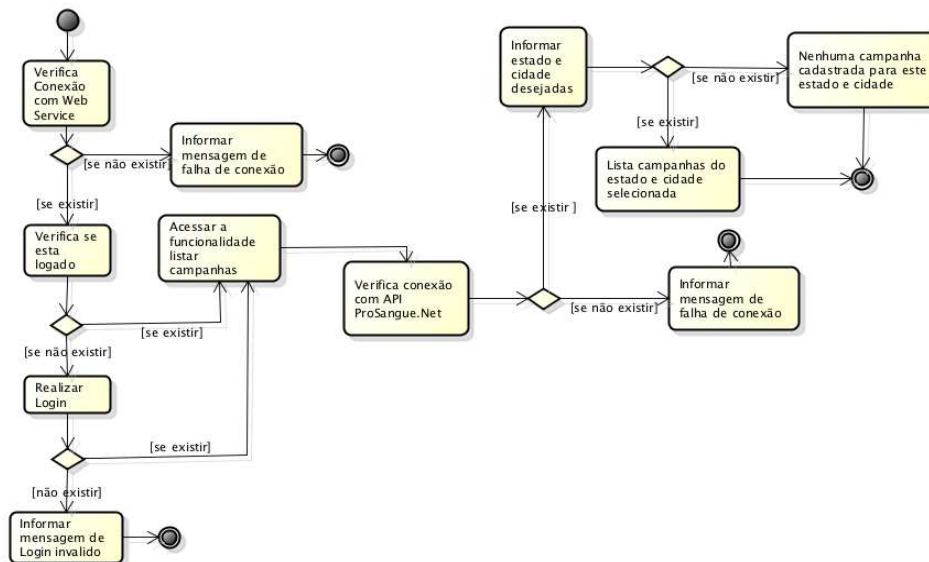 Verifica
Conexão
com Web
Service
[se não existir]
Informar
mensagem de
falha de conexão
[se existir]
Verifica se
esta
logado
[se existir]
[se não existir]
Realizar
Login
[se existir]
[não existir]
Informar
mensagem de
Login invalido
Acessar a
funcionalidade
listar
campanhas
Verifica conexão
com API
ProSangue.Net
[se existir ]
[se não existir]
Informar
mensagem de
falha de conexão
Informar
estado e
cidade
desejadas
[se não existir]
Nenhuma campanha
cadastrada para este
estado e cidade
[se existir]
Lista campanhas do
estado e cidade
selecionada